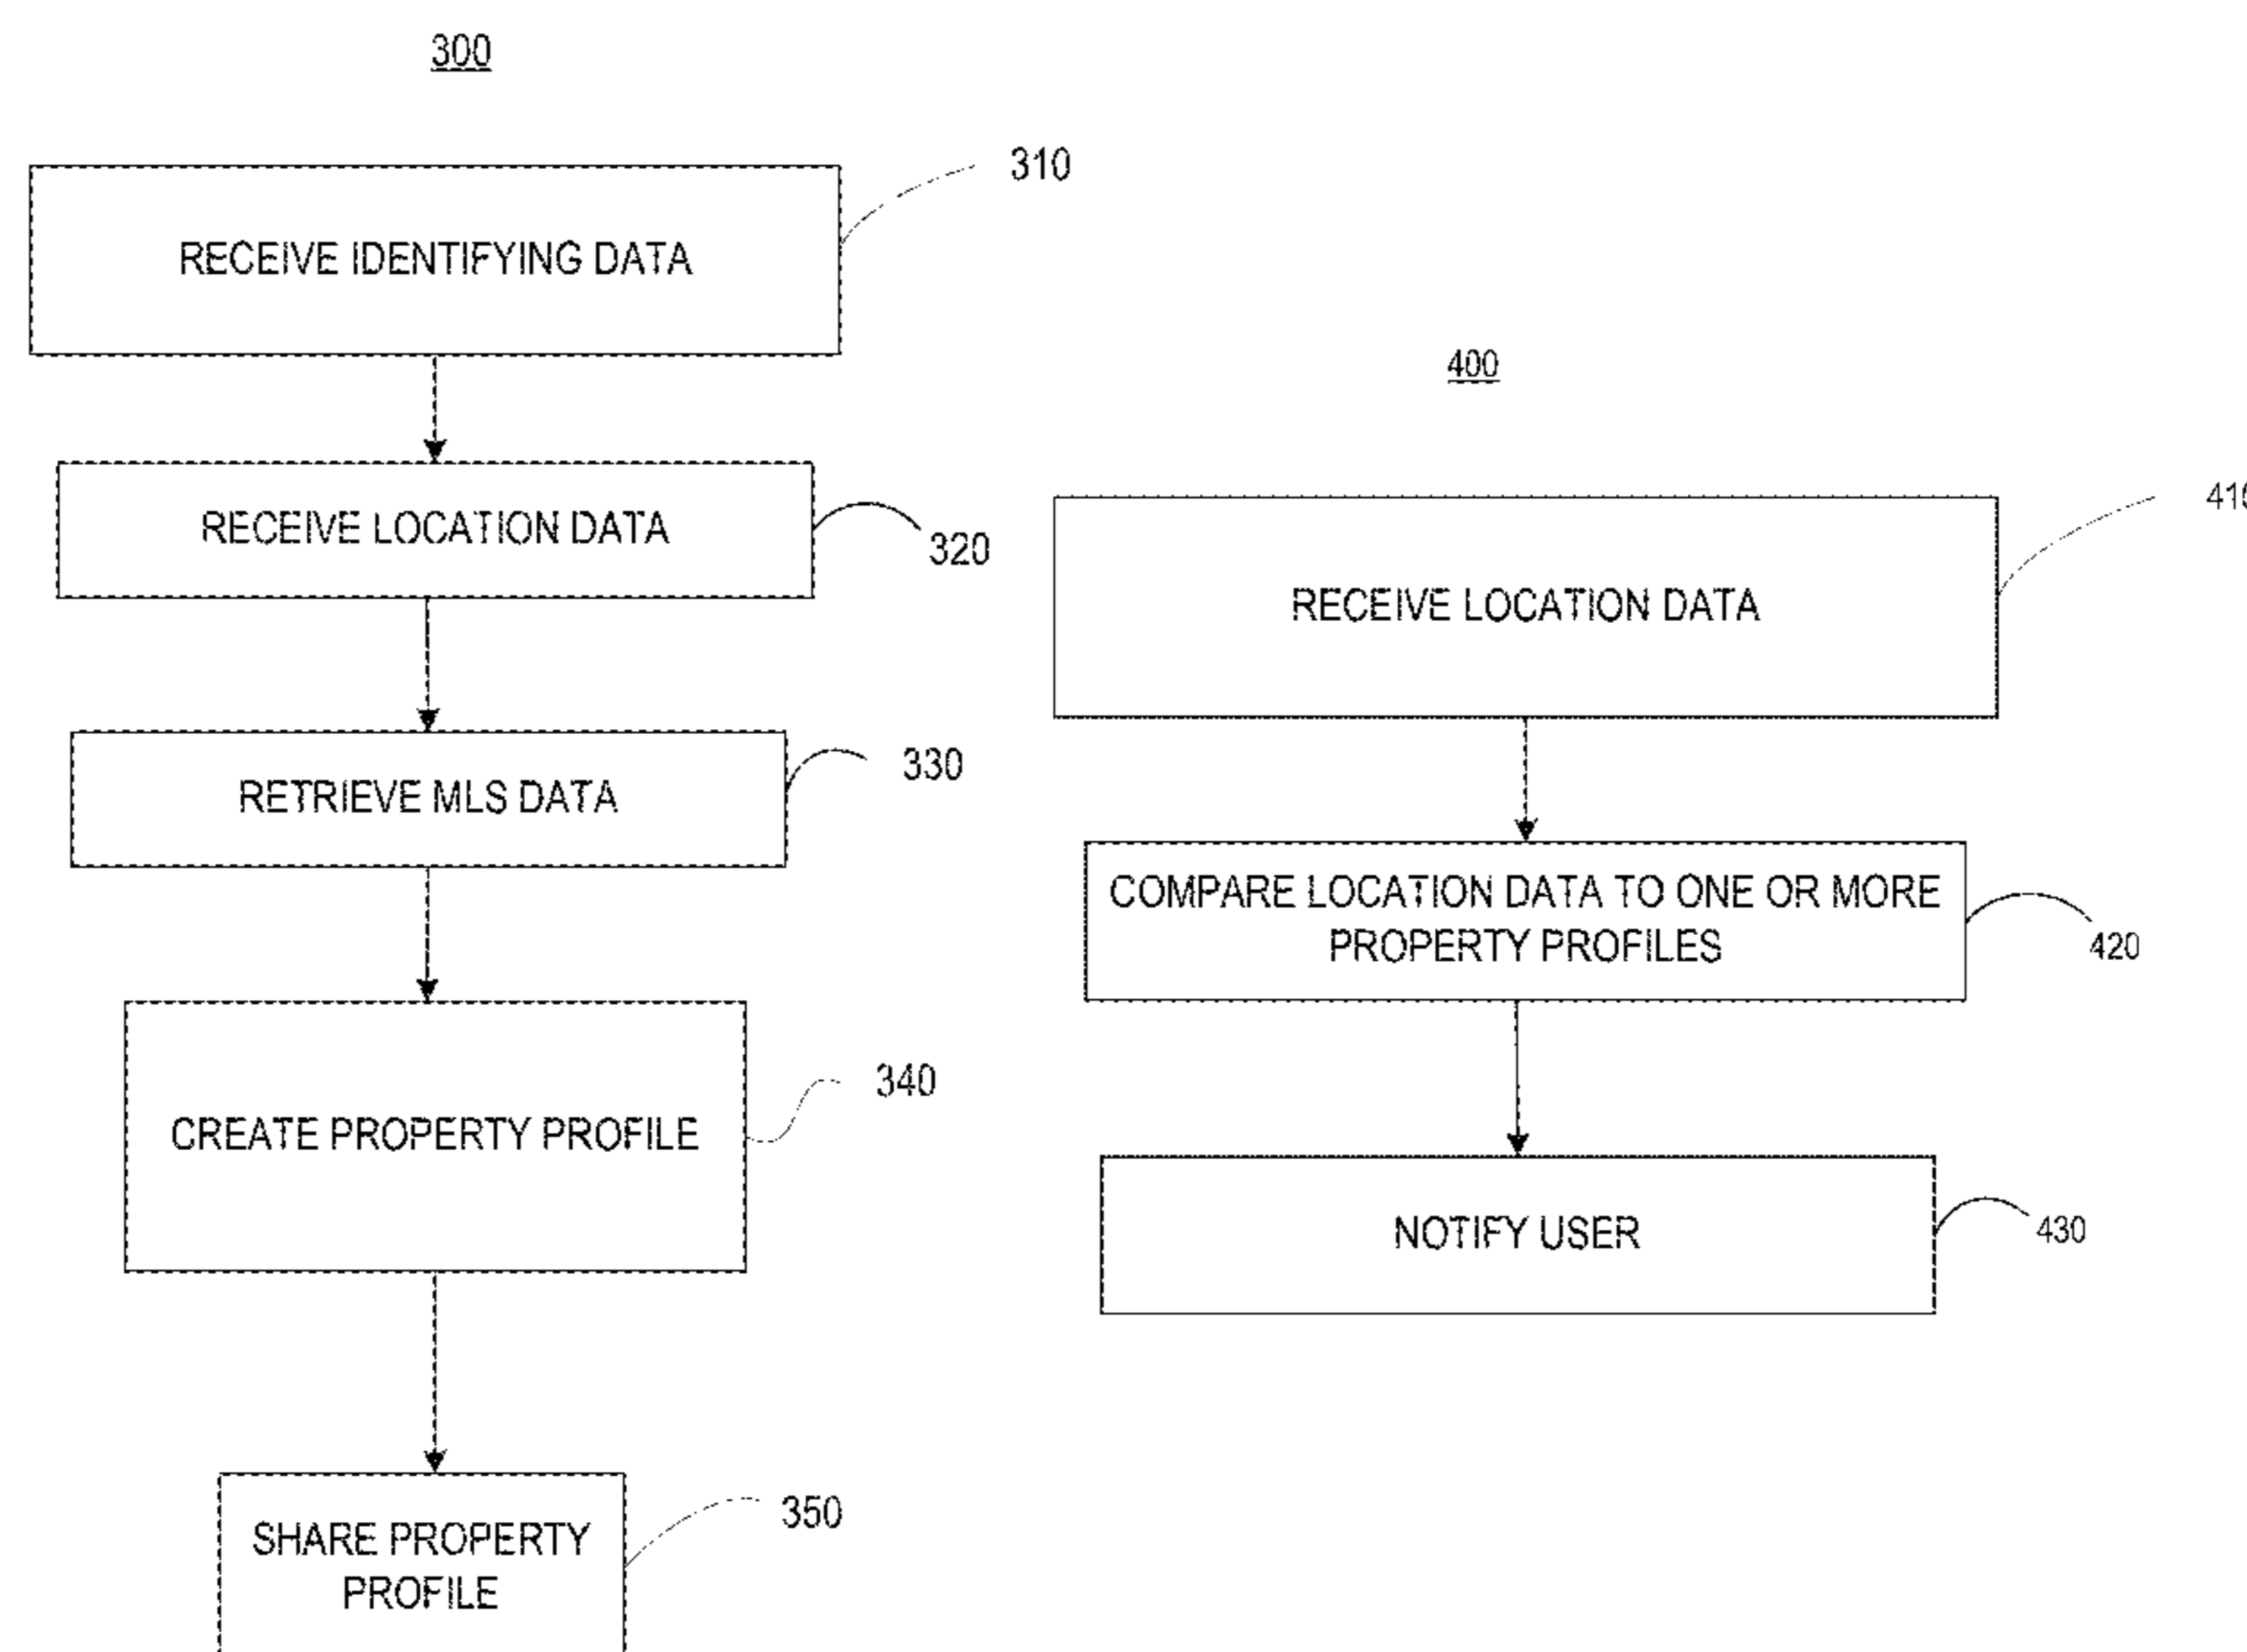 300
RECEIVE IDENTIFYING DATA
310
RECEIVE LOCATION DATA
320
RETRIEVE MLS DATA
330
CREATE PROPERTY PROFILE
340
SHARE PROPERTY
PROFILE
350
400
RECEIVE LOCATION DATA
410
COMPARE LOCATION DATA TO ONE OR MORE
PROPERTY PROFILES
420
NOTIFY USER
430